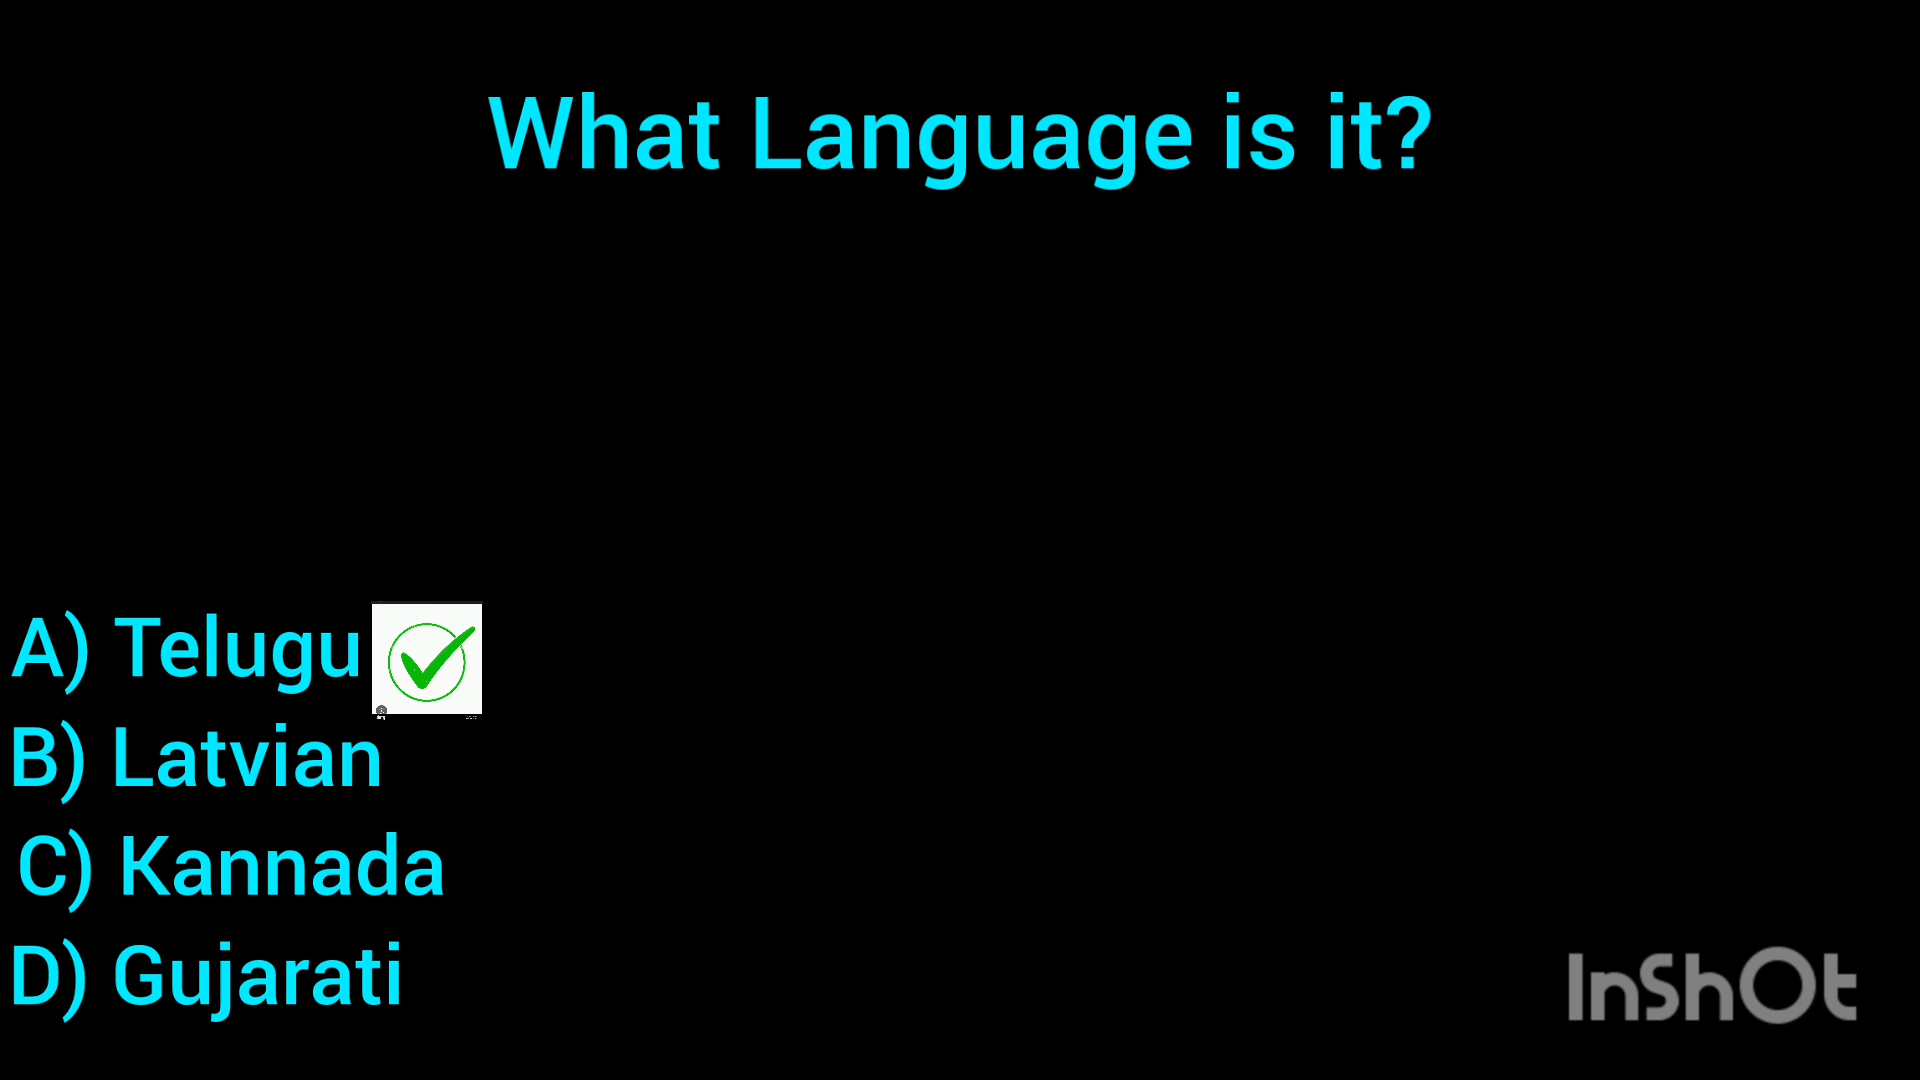 What Language is it?
A) Telugu
B) Latvian
C) Kannada
D) Gujarati
InShOt